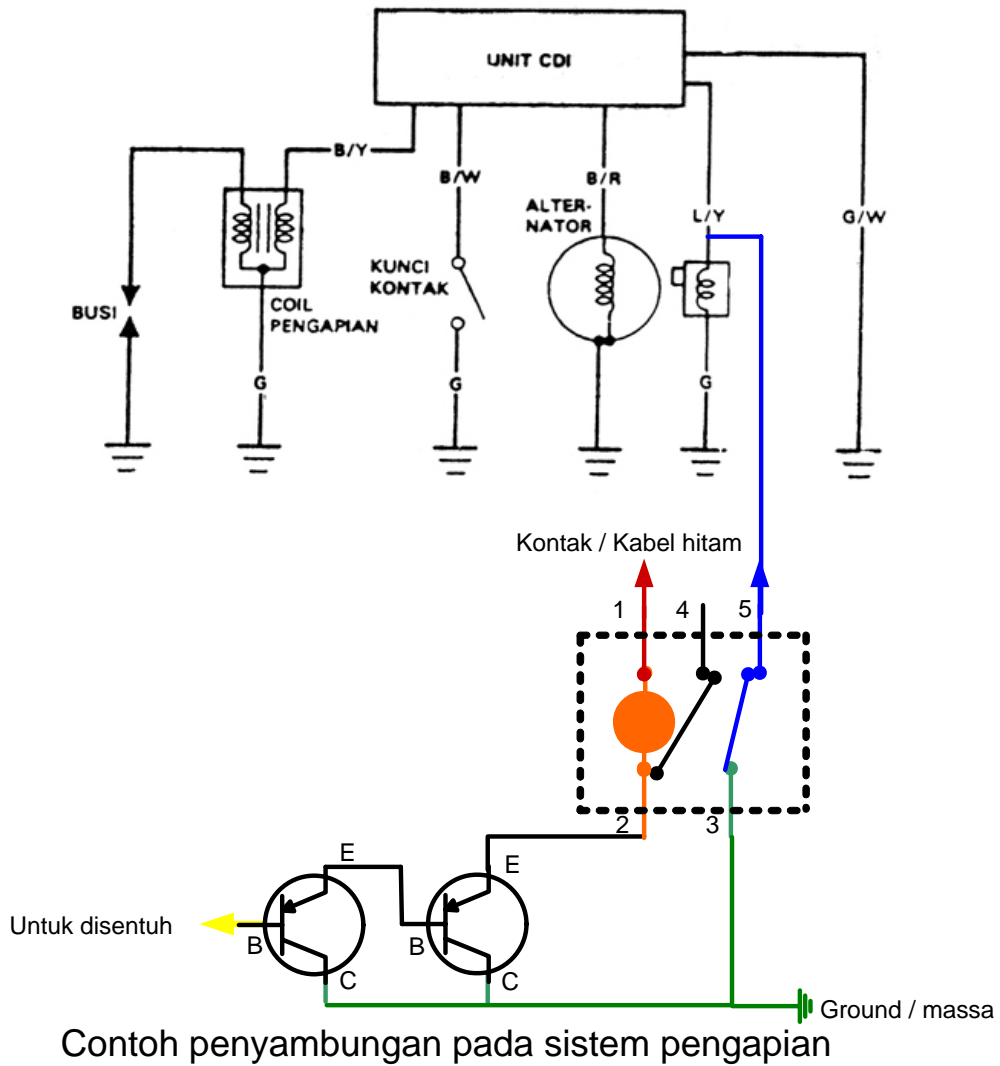 UNIT CDI
B/Y
B/W
B/R
L/Y
G/W
ALTER-
NATOR
KUNCI
KONTAK
BUSI
COIL
PENGAPIAN
G
G
G
Kontak / Kabel hitam
1
4
5
2
3
E
E
Untuk disentuh
B
B
C
C
Ground / massa
Contoh penyambungan pada sistem pengapian